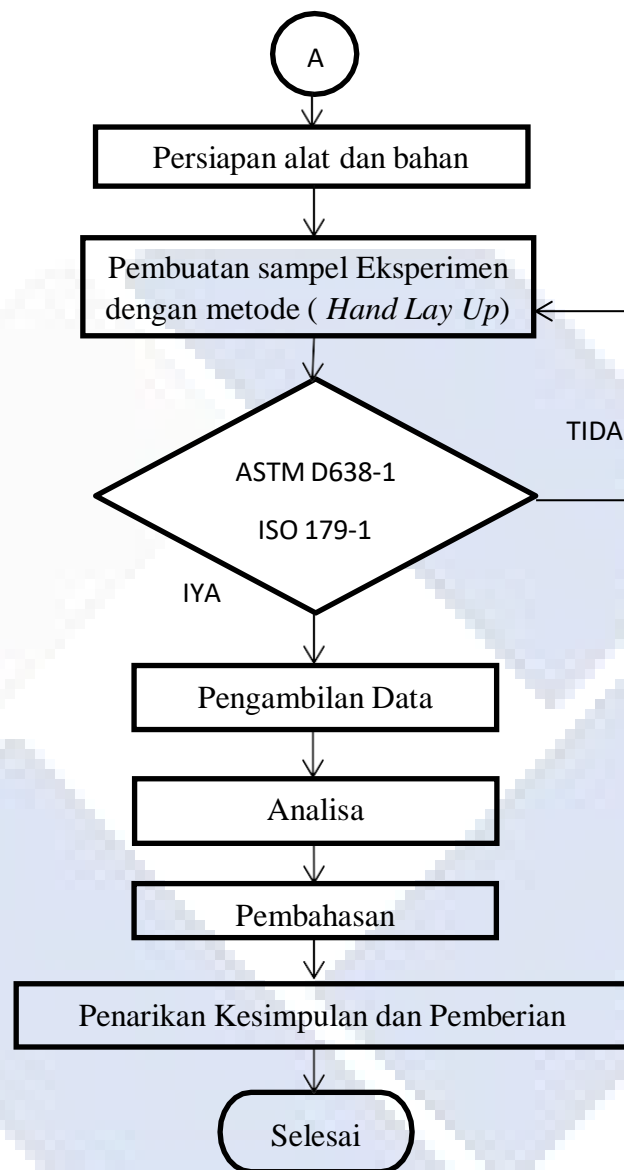 A
Persiapan alat dan bahan
Pembuatan sampel Eksperimen
dengan metode ( Hand Lay Up)
TIDA
ASTM D638-1
ISO 179-1
IYA
Pengambilan Data
Analisa
Pembahasan
Penarikan Kesimpulan dan Pemberian
Selesai